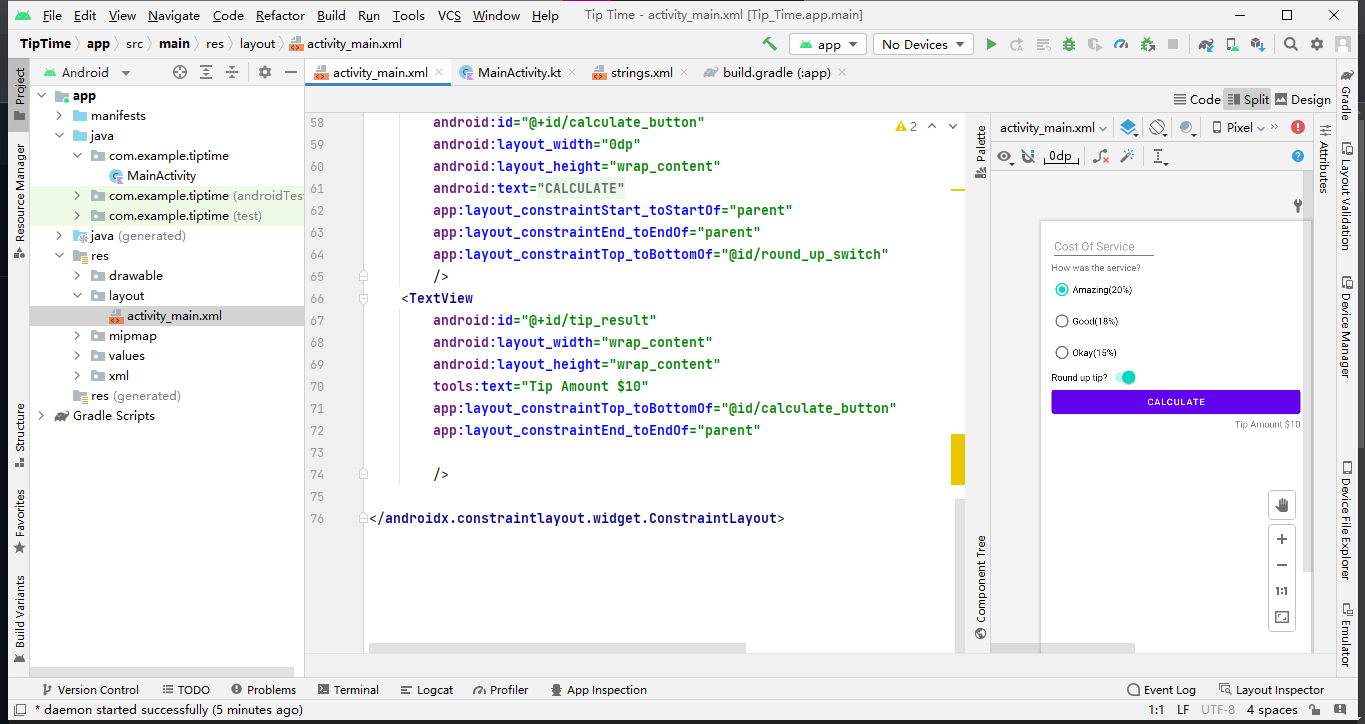 File Edit View Navigate Code Refactor Build Run Tools VCS Window Help Tip Time - activity_main.xml [Tip_Time.app.main]
TipTime app src main res layout activity_main.xml app No Devices
Project
Android
activity_main.xml MainActivity.kt strings.xml build.gradle (:app)
Gradle
Code Split Design
app
manifests
java
com.example.tiptime
MainActivity
com.example.tiptime (androidTes
com.example.tiptime (test)
java (generated)
res
drawable
layout
activity_main.xml
mipmap
values
xml
res (generated)
Gradle Scripts
Resource Manager
Structure
Favorites
Build Variants
58 android:id="@+id/calculate_button"
59 android:layout_width="0dp"
60 android:layout_height="wrap_content"
61 android:text="CALCULATE"
62 app:layout_constraintStart_toStartOf="parent"
63 app:layout_constraintEnd_toEndOf="parent"
64 app:layout_constraintTop_toBottomOf="@id/round_up_switch"
65 />
66 <TextView
67 android:id="@+id/tip_result"
68 android:layout_width="wrap_content"
69 android:layout_height="wrap_content"
70 tools:text="Tip Amount $10"
71 app:layout_constraintTop_toBottomOf="@id/calculate_button"
72 app:layout_constraintEnd_toEndOf="parent"
73
74 />
75
76 </androidx.constraintlayout.widget.ConstraintLayout>
2
Palette
Component Tree
activity_main.xml Pixel
0dp
Attributes
Cost Of Service
How was the service?
Amazing(20%)
Good(18%)
Okay(15%)
Round up tip?
CALCULATE
Tip Amount $10
1:1
Layout Validation
Device Manager
Device File Explorer
Emulator
Version Control TODO Problems Terminal Logcat Profiler App Inspection Event Log Layout Inspector
* daemon started successfully (5 minutes ago) 1:1 LF UTF-8 4 spaces